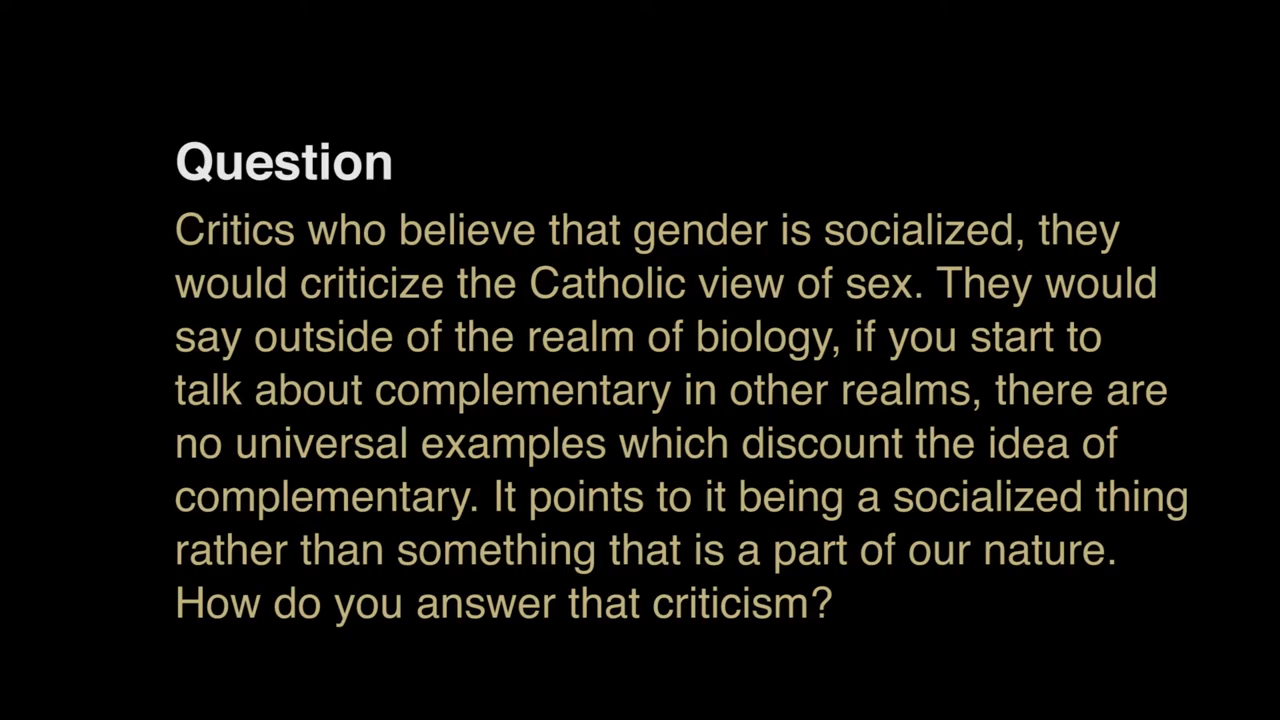 Question
Critics who believe that gender is socialized, they
would criticize the Catholic view of sex. They would
say outside of the realm of biology, if you start to
talk about complementary in other realms, there are
no universal examples which discount the idea of
complementary. It points to it being a socialized thing
rather than something that is a part of our nature.
How do you answer that criticism?